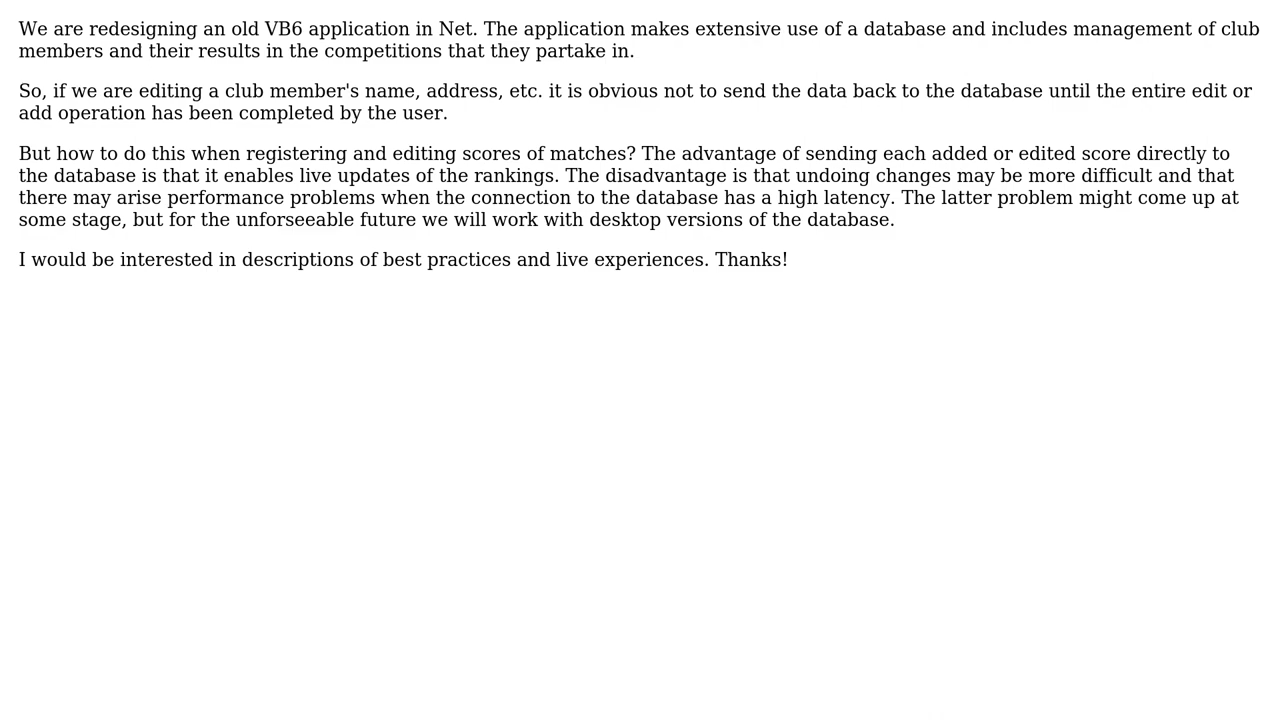 We are redesigning an old VB6 application in Net. The application makes extensive use of a database and includes management of club
members and their results in the competitions that they partake in.
So, if we are editing a club member's name, address, etc. it is obvious not to send the data back to the database until the entire edit or
add operation has been completed by the user.
But how to do this when registering and editing scores of matches? The advantage of sending each added or edited score directly to
the database is that it enables live updates of the rankings. The disadvantage is that undoing changes may be more difficult and that
there may arise performance problems when the connection to the database has a high latency. The latter problem might come up at
some stage, but for the unforseeable future we will work with desktop versions of the database.
I would be interested in descriptions of best practices and live experiences. Thanks!